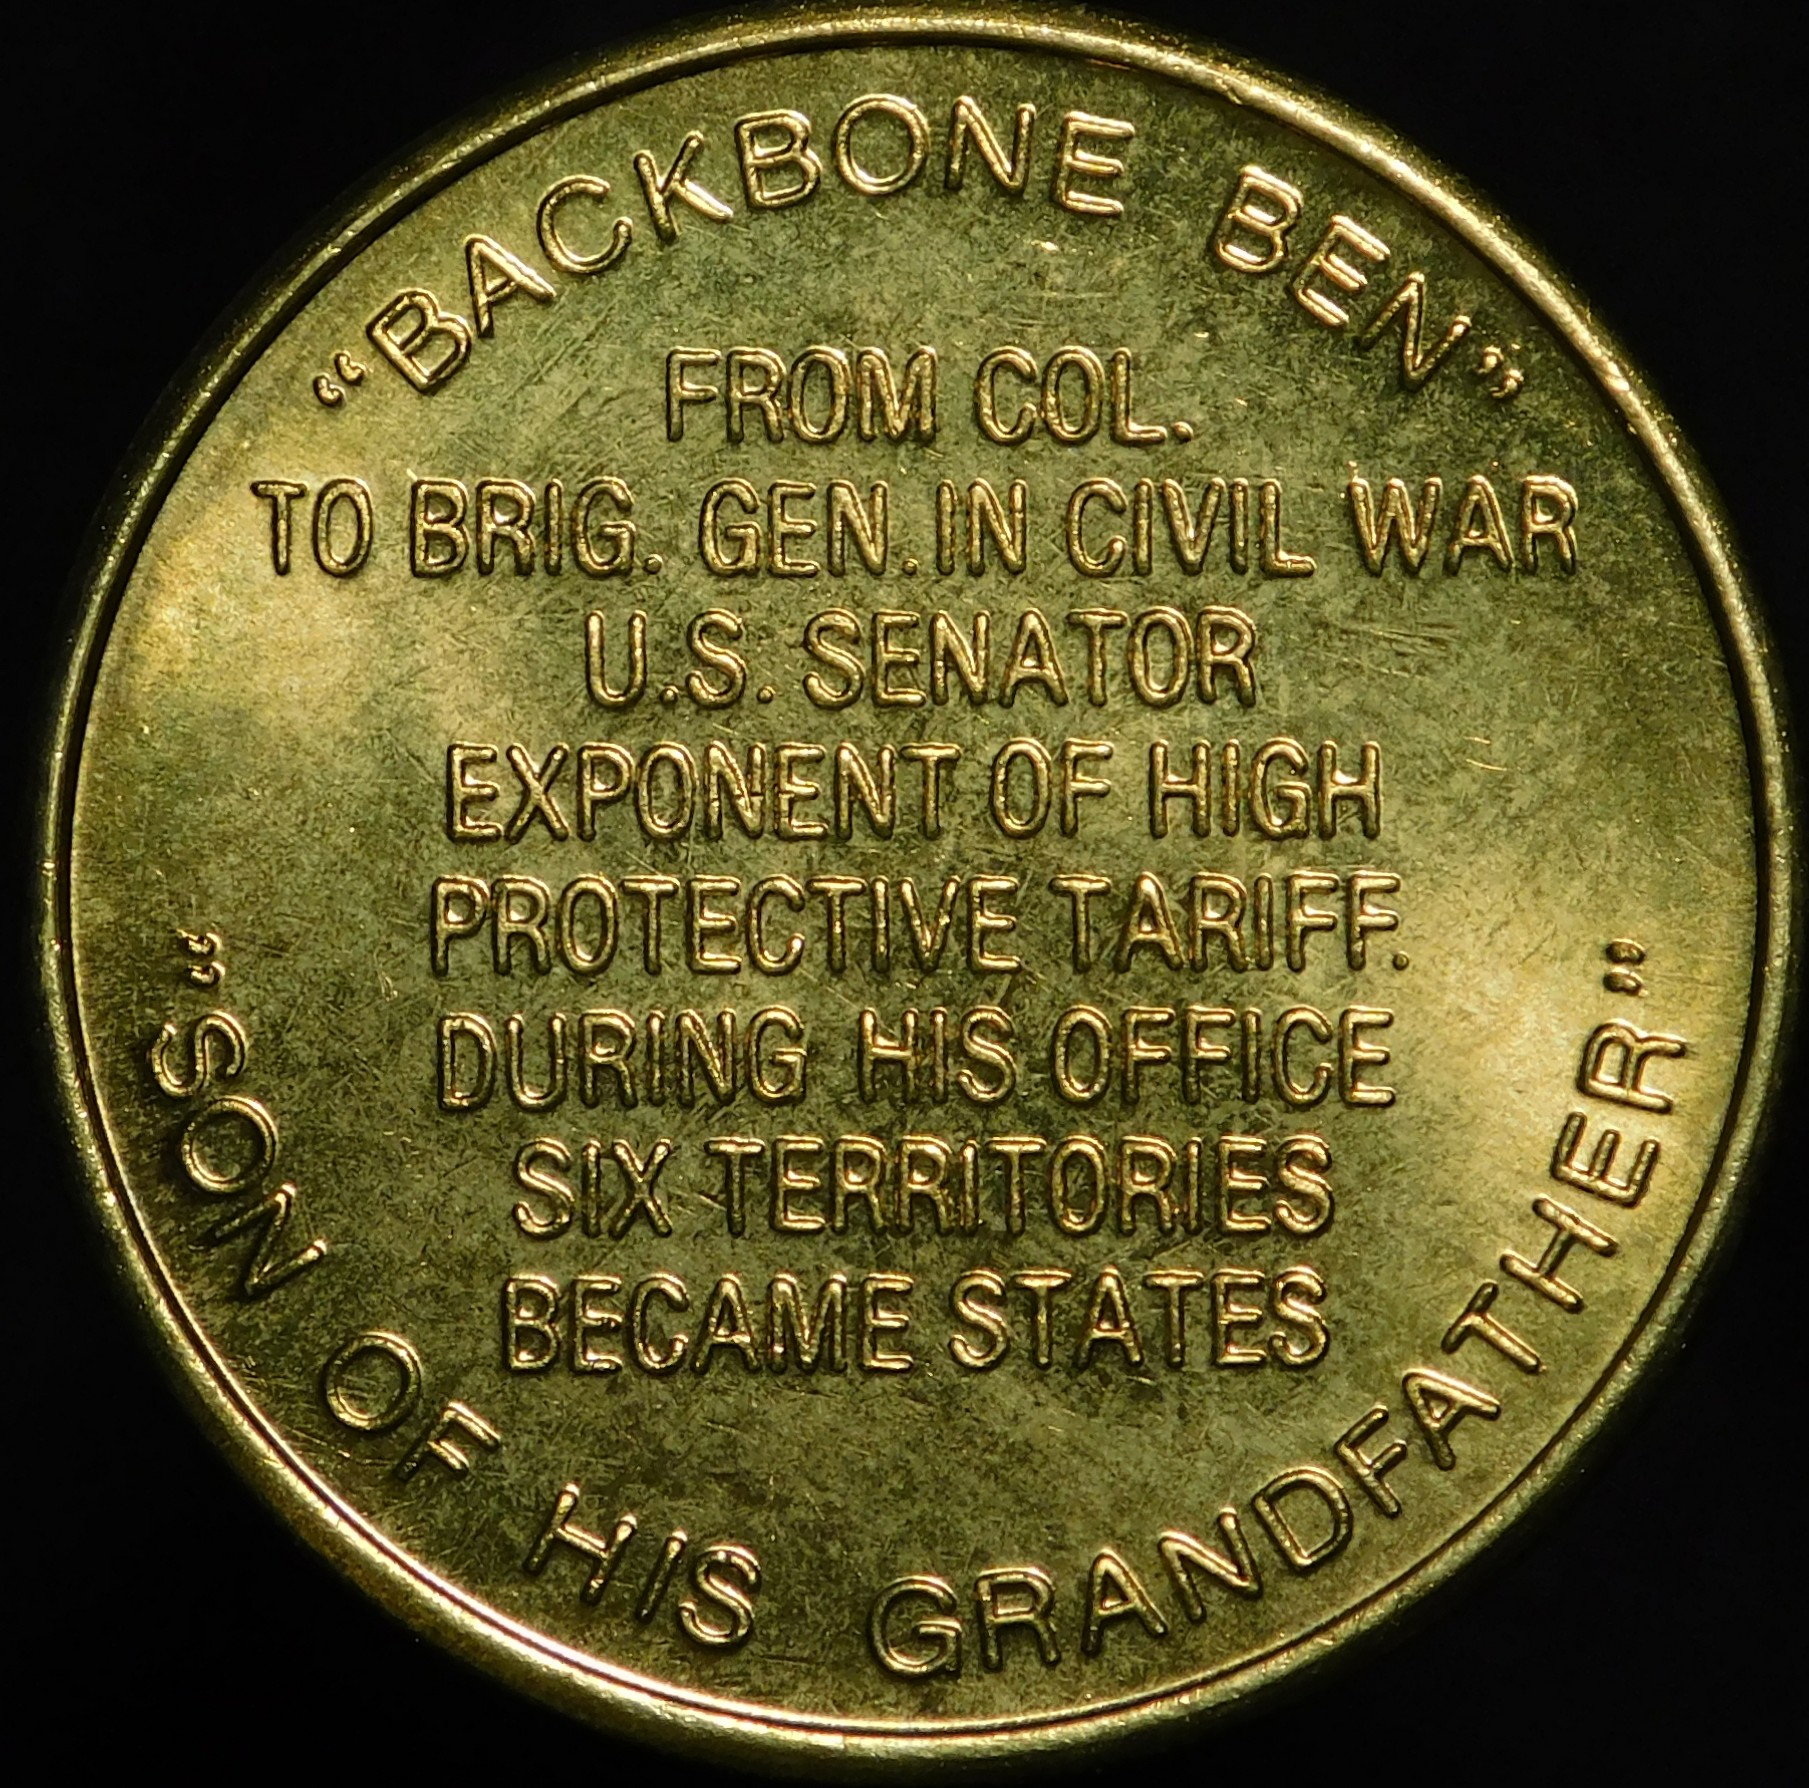 “BACKBONE BEN”
FROM COL.
TO BRIG. GEN. IN CIVIL WAR
U.S. SENATOR
EXPONENT OF HIGH
PROTECTIVE TARIFF.
DURING HIS OFFICE
SIX TERRITORIES
BECAME STATES
”SON OF HIS GRANDFATHER”